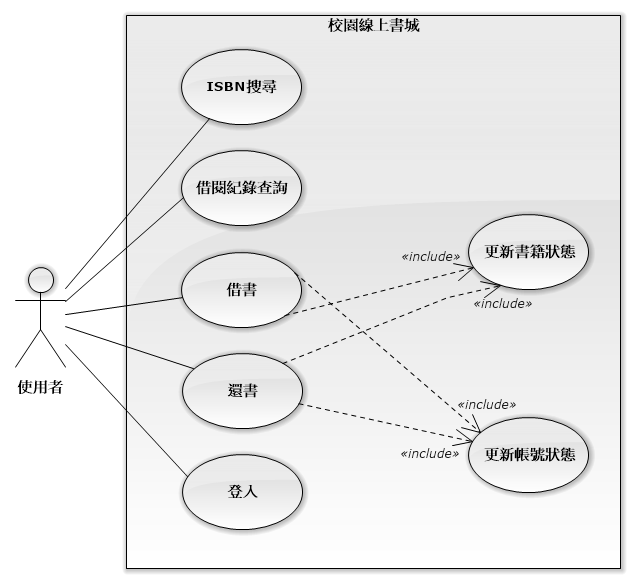 校園線上書城
ISBN搜尋
借閱紀錄查詢
更新書籍狀態
«include»
借書
«include»
使用者
還書
«include»
更新帳號狀態
«include»
登入